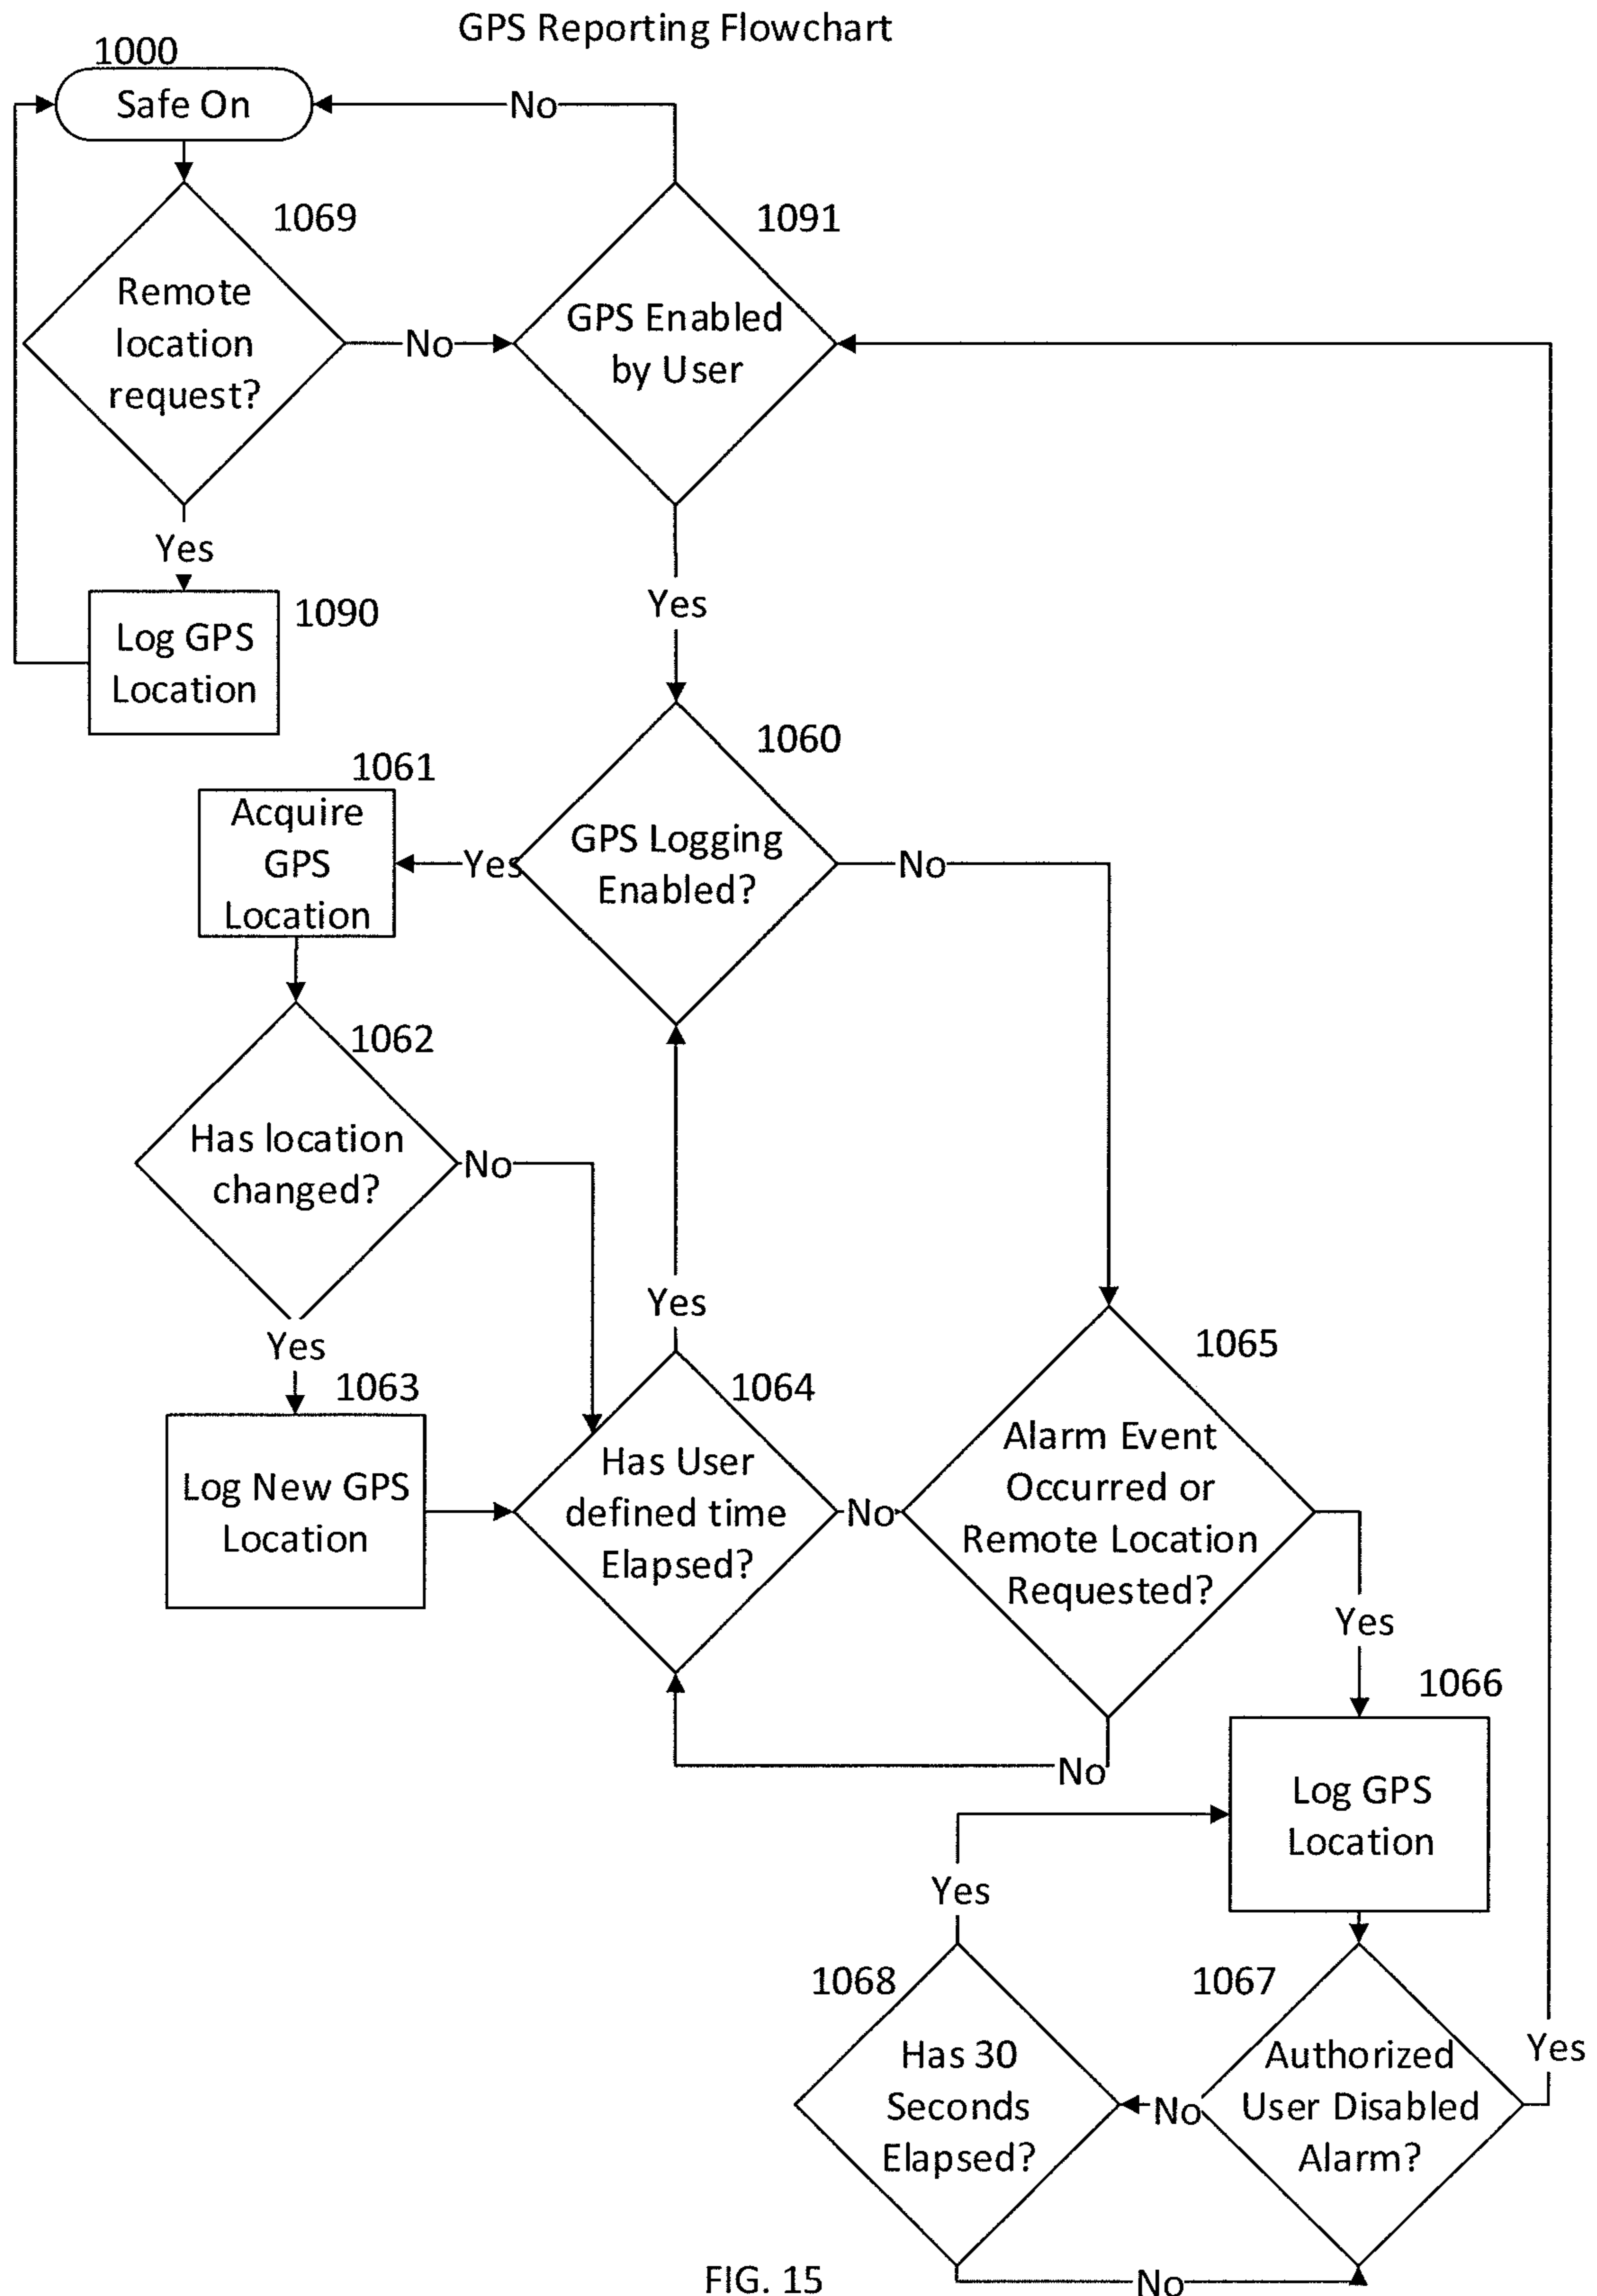 GPS Reporting Flowchart
1000
Safe On
No
1069
Remote
location
request?
No
1091
GPS Enabled
by User
Yes
1090
Log GPS
Location
Yes
1060
GPS Logging
Enabled?
Yes
No
1061
Acquire
GPS
Location
1062
Has location
changed?
No
Yes
1063
Log New GPS
Location
Yes
1064
Has User
defined time
Elapsed?
No
1065
Alarm Event
Occurred or
Remote Location
Requested?
Yes
No
1066
Log GPS
Location
Yes
1068
Has 30
Seconds
Elapsed?
No
1067
Authorized
User Disabled
Alarm?
Yes
No
FIG. 15